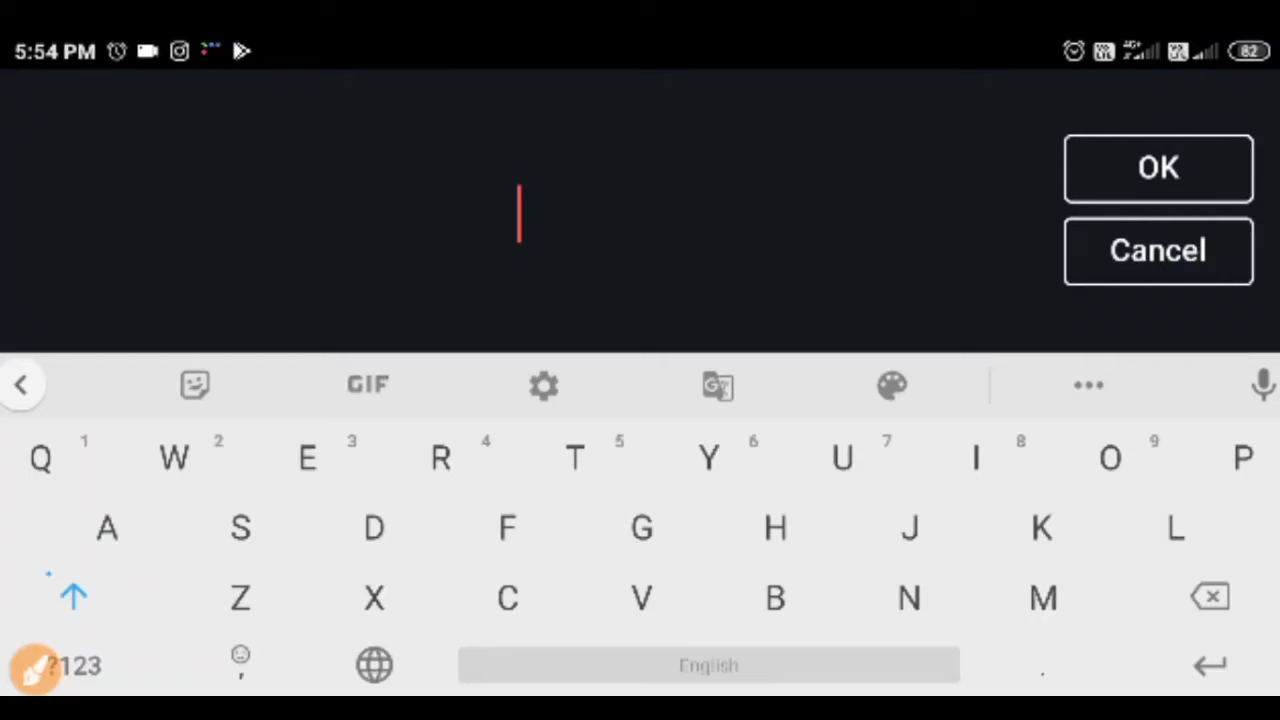 5:54 PM 82
OK
Cancel
GIF
Q 1 W 2 E 3 R 4 T 5 Y 6 U 7 I 8 O 9 P
A S D F G H J K L
Z X C V B N M
?123 , English .